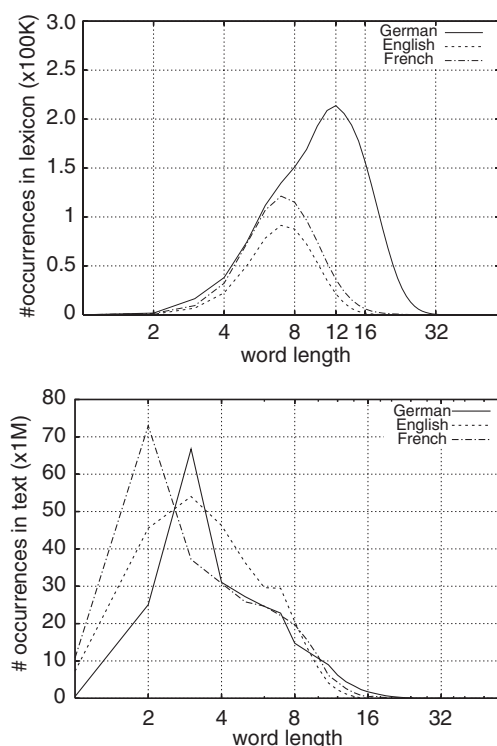 3.0
2.5
2.0
1.5
1
0.5
0
#occurrences in lexicon (x100K)
German
English
French
2 4 8 12 16 32
word length
80
70
60
50
40
30
20
10
0
# occurrences in text (x1M)
German
English
French
2 4 8 16 32
word length